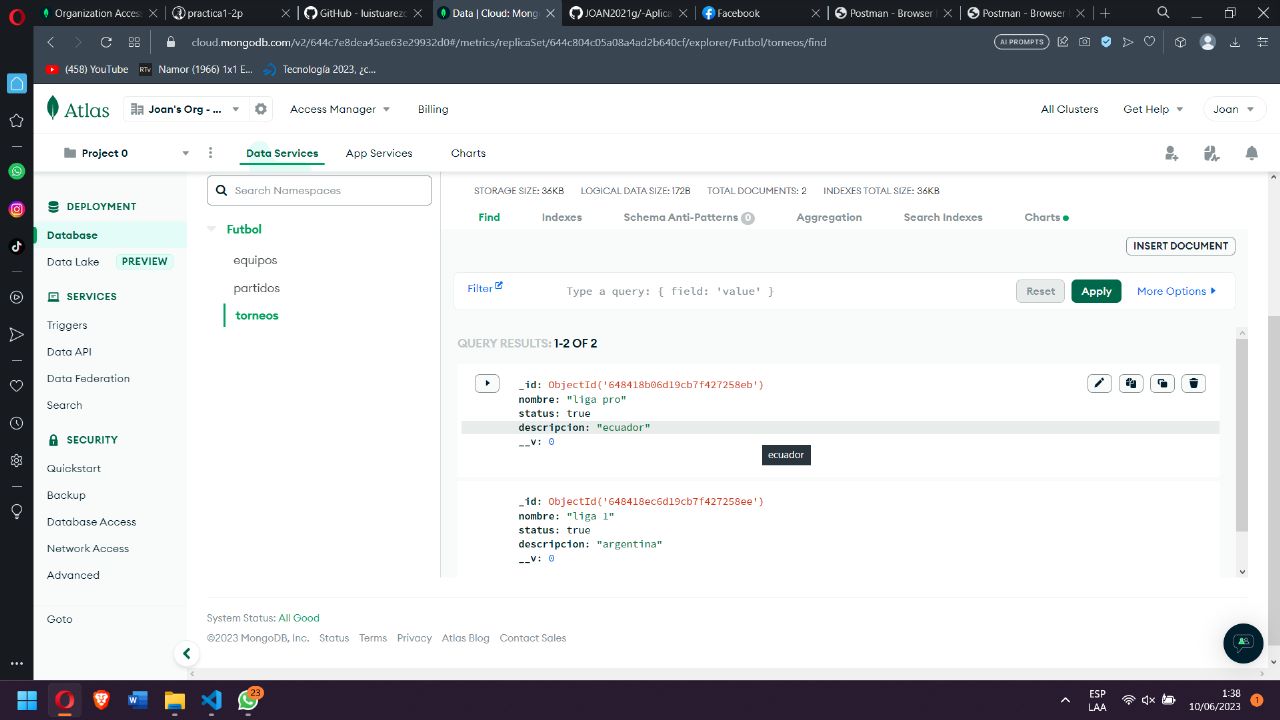 Organization Acces
practica1-2p
GitHub - luistuarezc
Data | Cloud: Mong
JOAN2021g/-Aplica
Facebook
Postman - Browser
Postman - Browser
cloud.mongodb.com/v2/644c7e8dea45ae63e29932d0#/metrics/replicaSet/644c804c05a08a4ad2b640cf/explorer/Futbol/torneos/find
AI PROMPTS
(458) YouTube
RTv
Namor (1966) 1x1 E...
Tecnología 2023, ¿c...
Atlas
Joan's Org - ...
Access Manager
Billing
All Clusters
Get Help
Joan
Project 0
Data Services
App Services
Charts
DEPLOYMENT
Database
Data Lake
PREVIEW
SERVICES
Triggers
Data API
Data Federation
Search
SECURITY
Quickstart
Backup
Database Access
Network Access
Advanced
Goto
Search Namespaces
Futbol
equipos
partidos
torneos
STORAGE SIZE: 36KB LOGICAL DATA SIZE: 172B TOTAL DOCUMENTS: 2 INDEXES TOTAL SIZE: 36KB
Find
Indexes
Schema Anti-Patterns 0
Aggregation
Search Indexes
Charts
INSERT DOCUMENT
Filter
Type a query: { field: 'value' }
Reset
Apply
More Options
QUERY RESULTS: 1-2 OF 2
_id: ObjectId('648418b06d19cb7f427258eb')
nombre: "liga pro"
status: true
descripcion: "ecuador"
__v: 0
ecuador
_id: ObjectId('648418ec6d19cb7f427258ee')
nombre: "liga 1"
status: true
descripcion: "argentina"
__v: 0
System Status: All Good
©2023 MongoDB, Inc. Status Terms Privacy Atlas Blog Contact Sales
23
ESP
LAA
1:38
10/06/2023
1